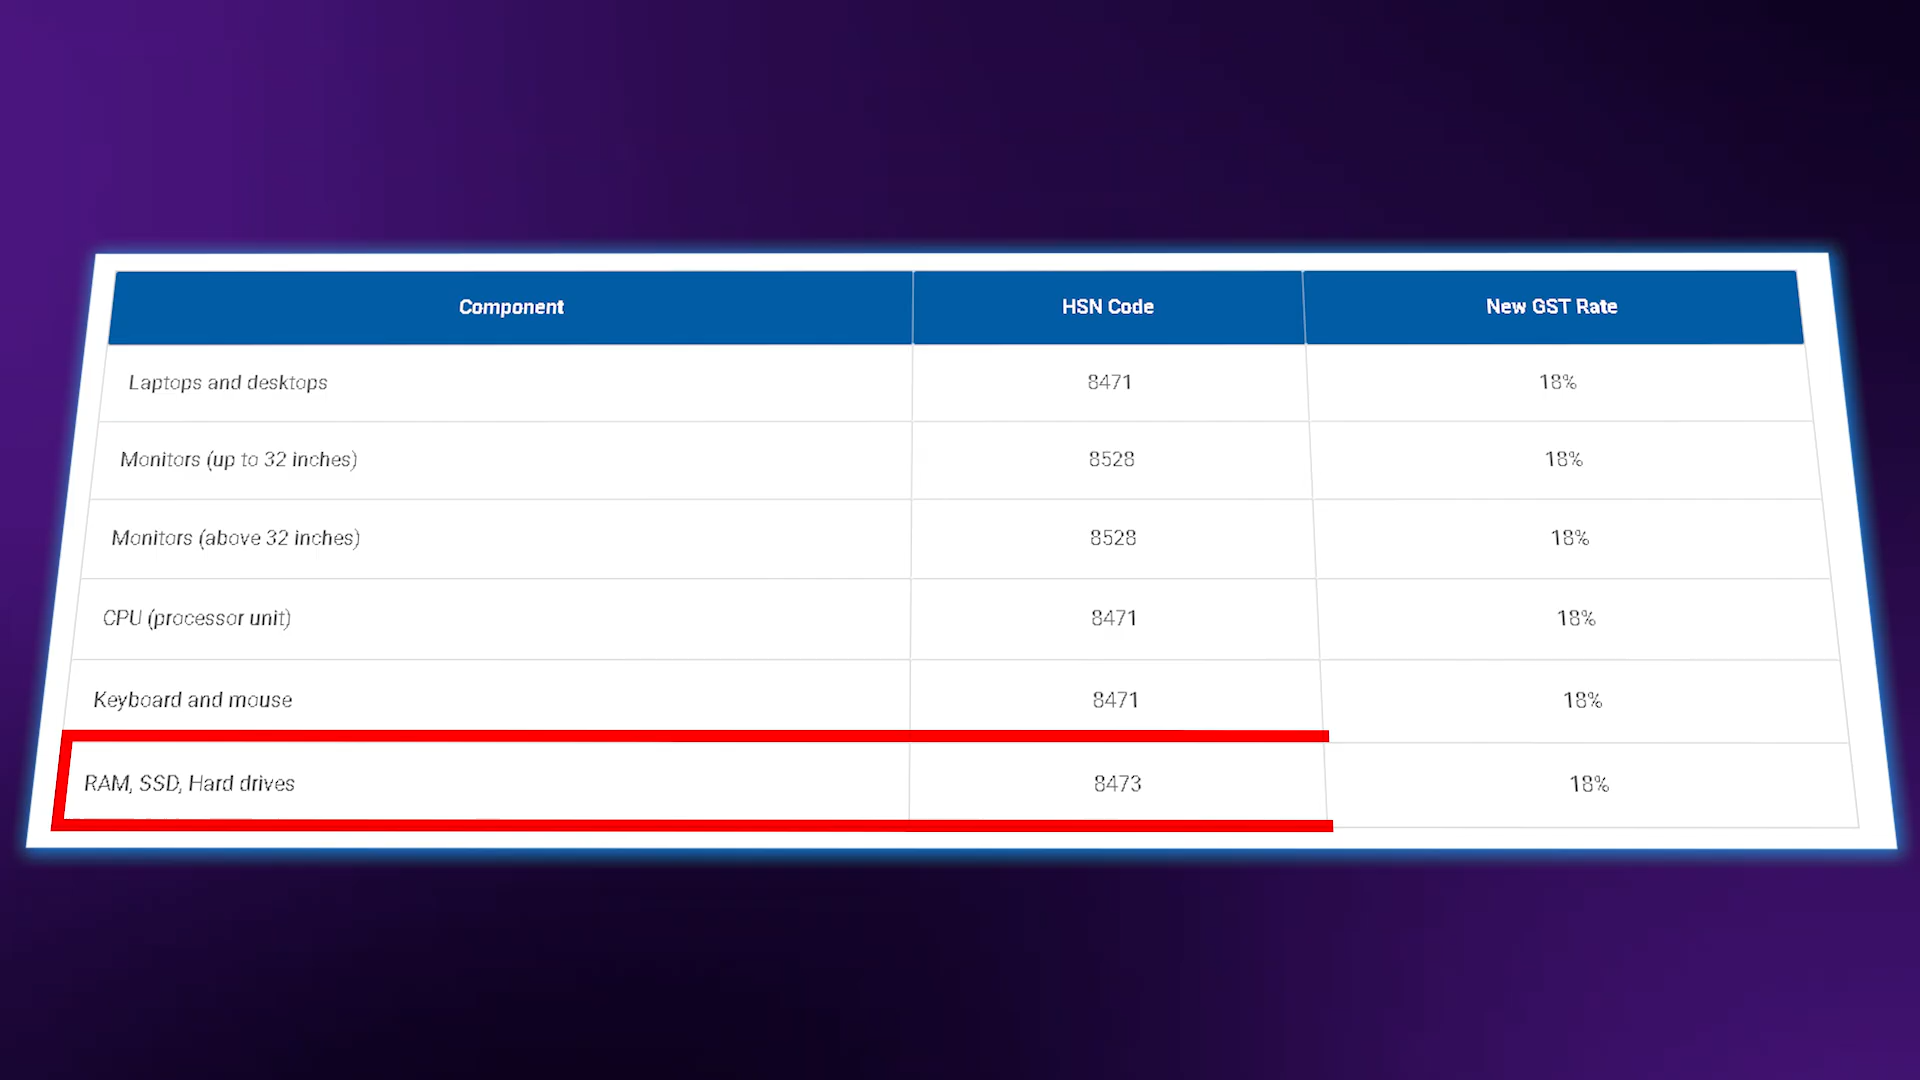 Component HSN Code New GST Rate
Laptops and desktops 8471 18%
Monitors (up to 32 inches) 8528 18%
Monitors (above 32 inches) 8528 18%
CPU (processor unit) 8471 18%
Keyboard and mouse 8471 18%
RAM, SSD, Hard drives 8473 18%